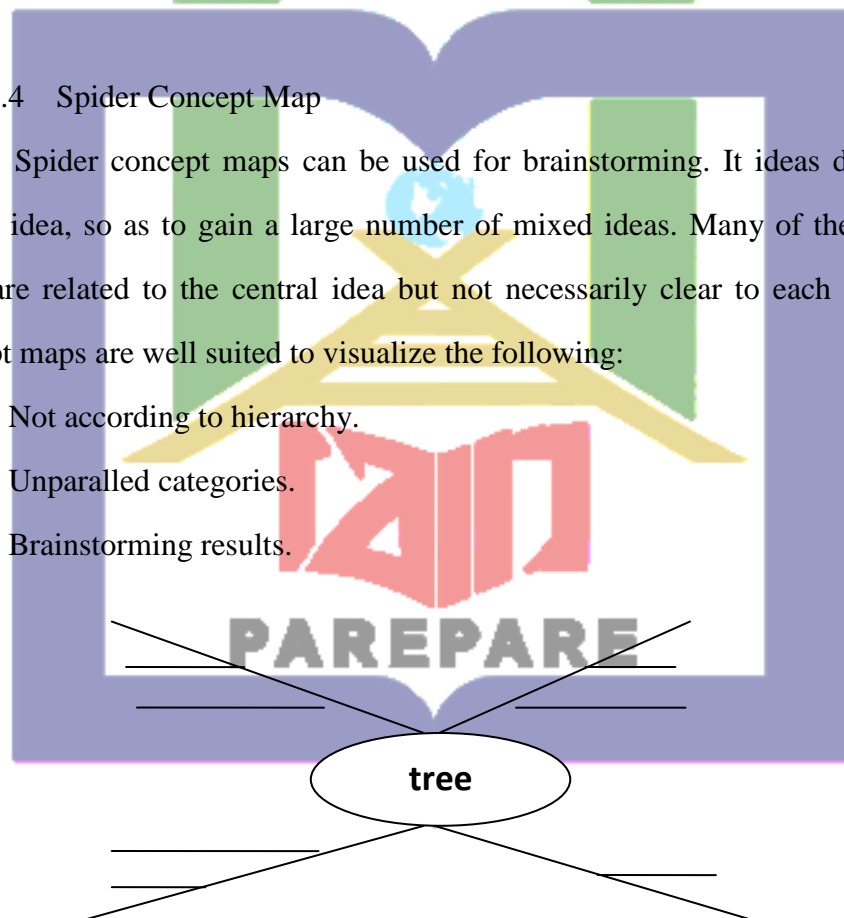 .4 Spider Concept Map
Spider concept maps can be used for brainstorming. It ideas d
idea, so as to gain a large number of mixed ideas. Many of the
are related to the central idea but not necessarily clear to each
t maps are well suited to visualize the following:
Not according to hierarchy.
Unparalled categories.
Brainstorming results.
PAREPARE
tree